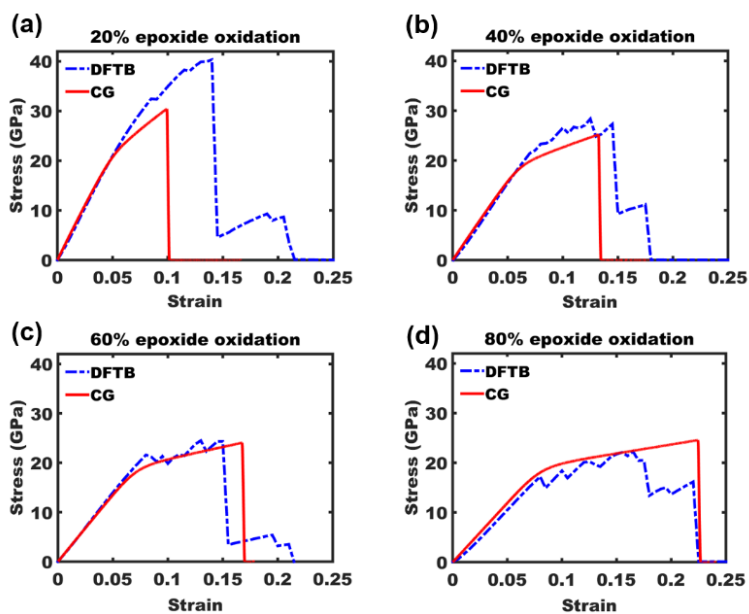 (a)
20% epoxide oxidation
40
30
20
10
0
Stress (GPa)
DFTB
CG
0 0.05 0.1 0.15 0.2 0.25
Strain
(b)
40% epoxide oxidation
40
30
20
10
0
Stress (GPa)
DFTB
CG
0 0.05 0.1 0.15 0.2 0.25
Strain
(c)
60% epoxide oxidation
40
30
20
10
0
Stress (GPa)
DFTB
CG
0 0.05 0.1 0.15 0.2 0.25
Strain
(d)
80% epoxide oxidation
40
30
20
10
0
Stress (GPa)
DFTB
CG
0 0.05 0.1 0.15 0.2 0.25
Strain